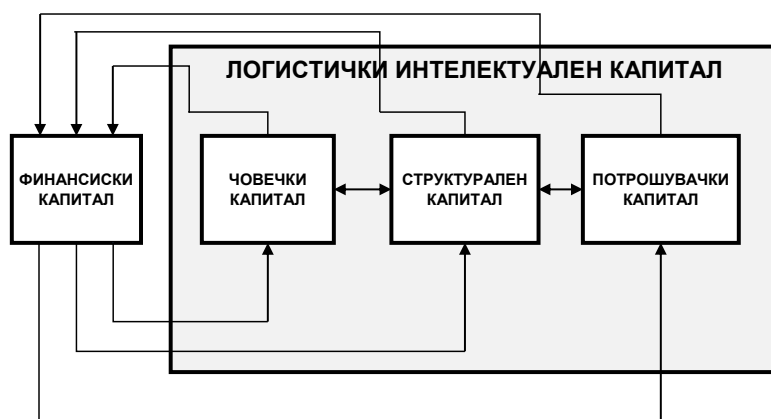 ЛОГИСТИЧКИ ИНТЕЛЕКТУАЛЕН КАПИТАЛ
ФИНАНСИСКИ
КАПИТАЛ
ЧОВЕЧКИ
КАПИТАЛ
СТРУКТУРАЛЕН
КАПИТАЛ
ПОТРОШУВАЧКИ
КАПИТАЛ